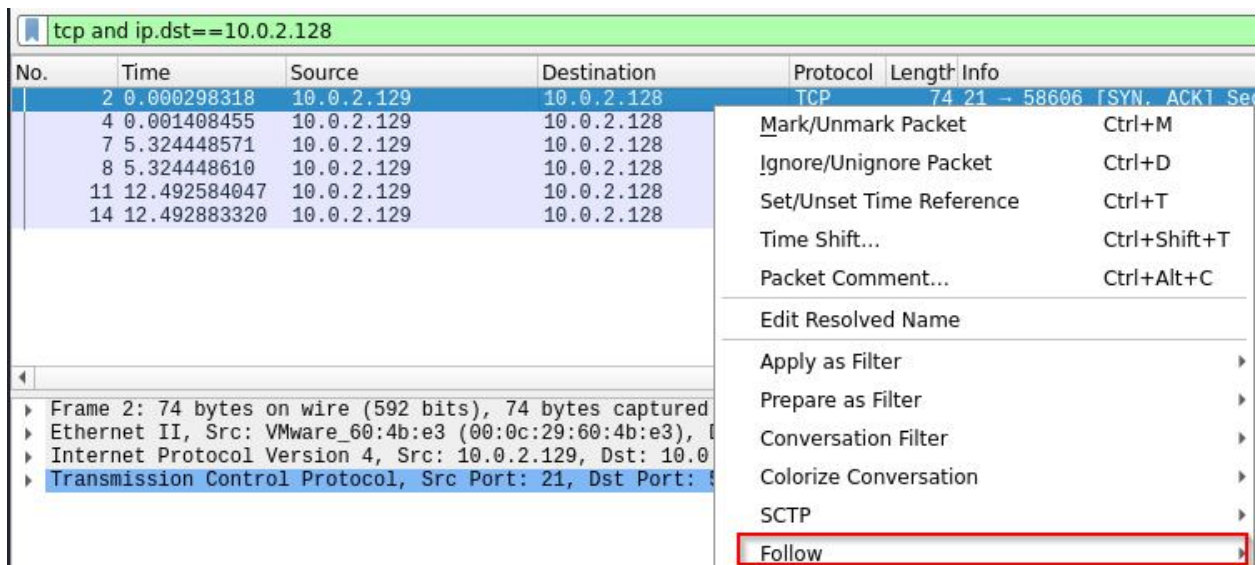 tcp and ip.dst==10.0.2.128
No. Time Source Destination Protocol Length Info
2 0.000298318 10.0.2.129 10.0.2.128 TCP 74 21 → 58606 [SYN, ACK] Seq
4 0.001408455 10.0.2.129 10.0.2.128
7 5.324448571 10.0.2.129 10.0.2.128
8 5.324448610 10.0.2.129 10.0.2.128
11 12.492584047 10.0.2.129 10.0.2.128
14 12.492883320 10.0.2.129 10.0.2.128
Mark/Unmark Packet Ctrl+M
Ignore/Unignore Packet Ctrl+D
Set/Unset Time Reference Ctrl+T
Time Shift... Ctrl+Shift+T
Packet Comment... Ctrl+Alt+C
Edit Resolved Name
Apply as Filter
Prepare as Filter
Conversation Filter
Colorize Conversation
SCTP
Follow
Frame 2: 74 bytes on wire (592 bits), 74 bytes captured
Ethernet II, Src: VMware_60:4b:e3 (00:0c:29:60:4b:e3),
Internet Protocol Version 4, Src: 10.0.2.129, Dst: 10.0
Transmission Control Protocol, Src Port: 21, Dst Port: